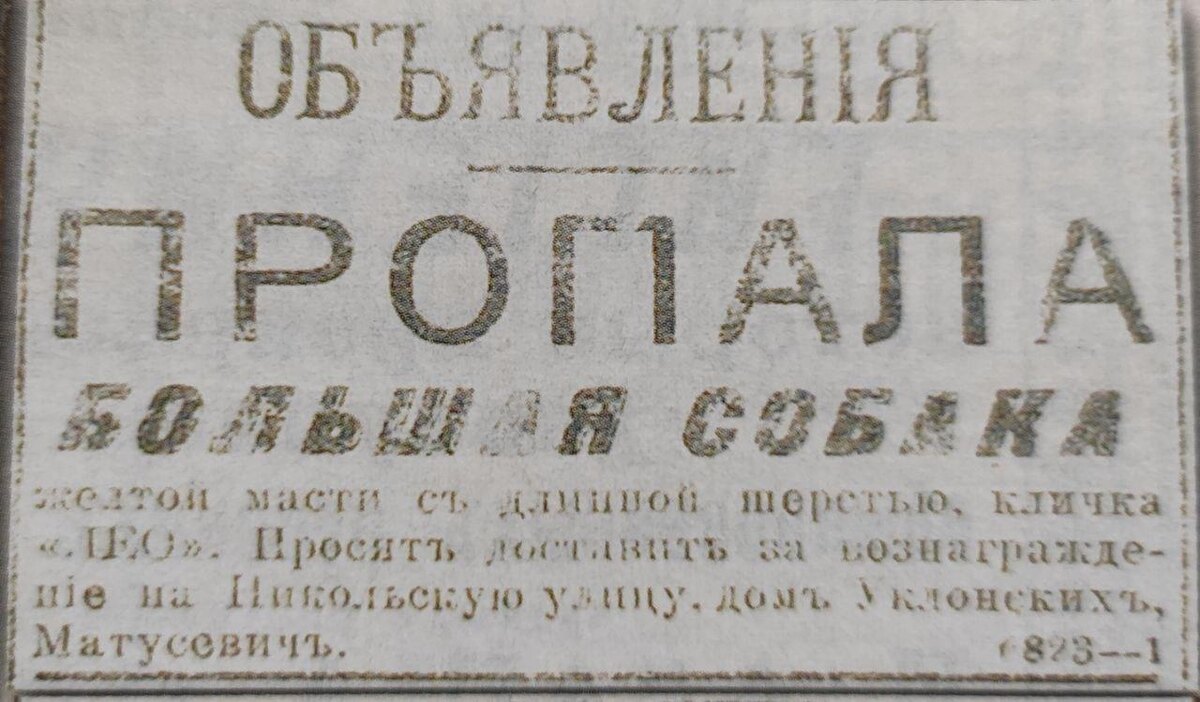 ОБЪЯВЛЕНІЯ
ПРОПАЛА
БОЛЬШАЯ СОБАКА
желтой масти съ длинной шерстью, кличка
«ЛЕО». Просятъ доставить за вознагражде-
ніе на Никольскую улицу, домъ Уклонскихъ,
Матусевичъ. 6823—1